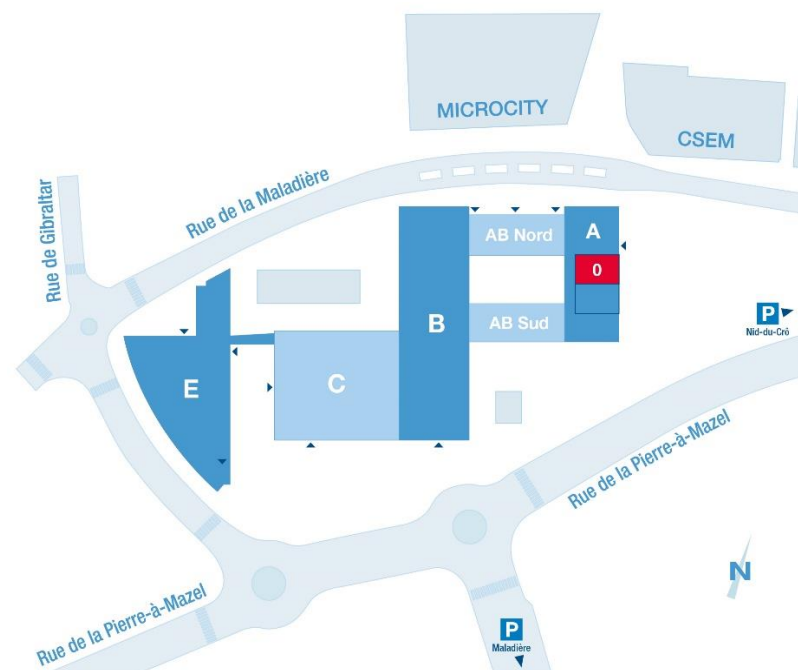 MICROCITY
CSEM
Rue de la Maladière
Rue de Gibraltar
AB Nord
A
0
B
AB Sud
P
Nid-du-Crô
E
C
Rue de la Pierre-à-Mazel
N
Rue de la Pierre-à-Mazel
P
Maladière